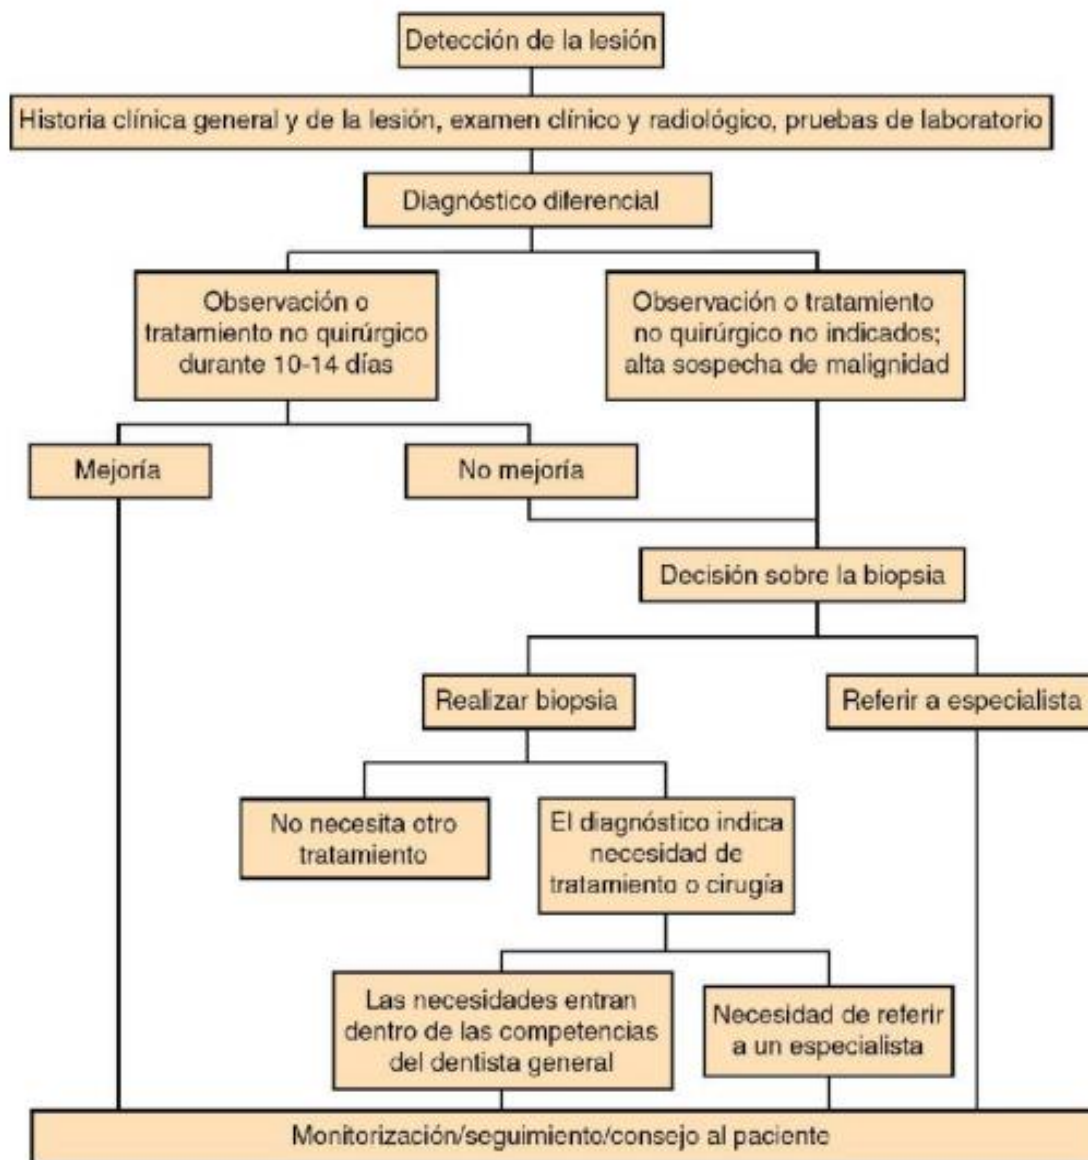 Detección de la lesión
Historia clínica general y de la lesión, examen clínico y radiológico, pruebas de laboratorio
Diagnóstico diferencial
Observación o
tratamiento no quirúrgico
durante 10-14 días
Observación o tratamiento
no quirúrgico no indicados;
alta sospecha de malignidad
Mejoría
No mejoría
Decisión sobre la biopsia
Realizar biopsia
Referir a especialista
No necesita otro
tratamiento
El diagnóstico indica
necesidad de
tratamiento o cirugía
Las necesidades entran
dentro de las competencias
del dentista general
Necesidad de referir
a un especialista
Monitorización/seguimiento/consejo al paciente